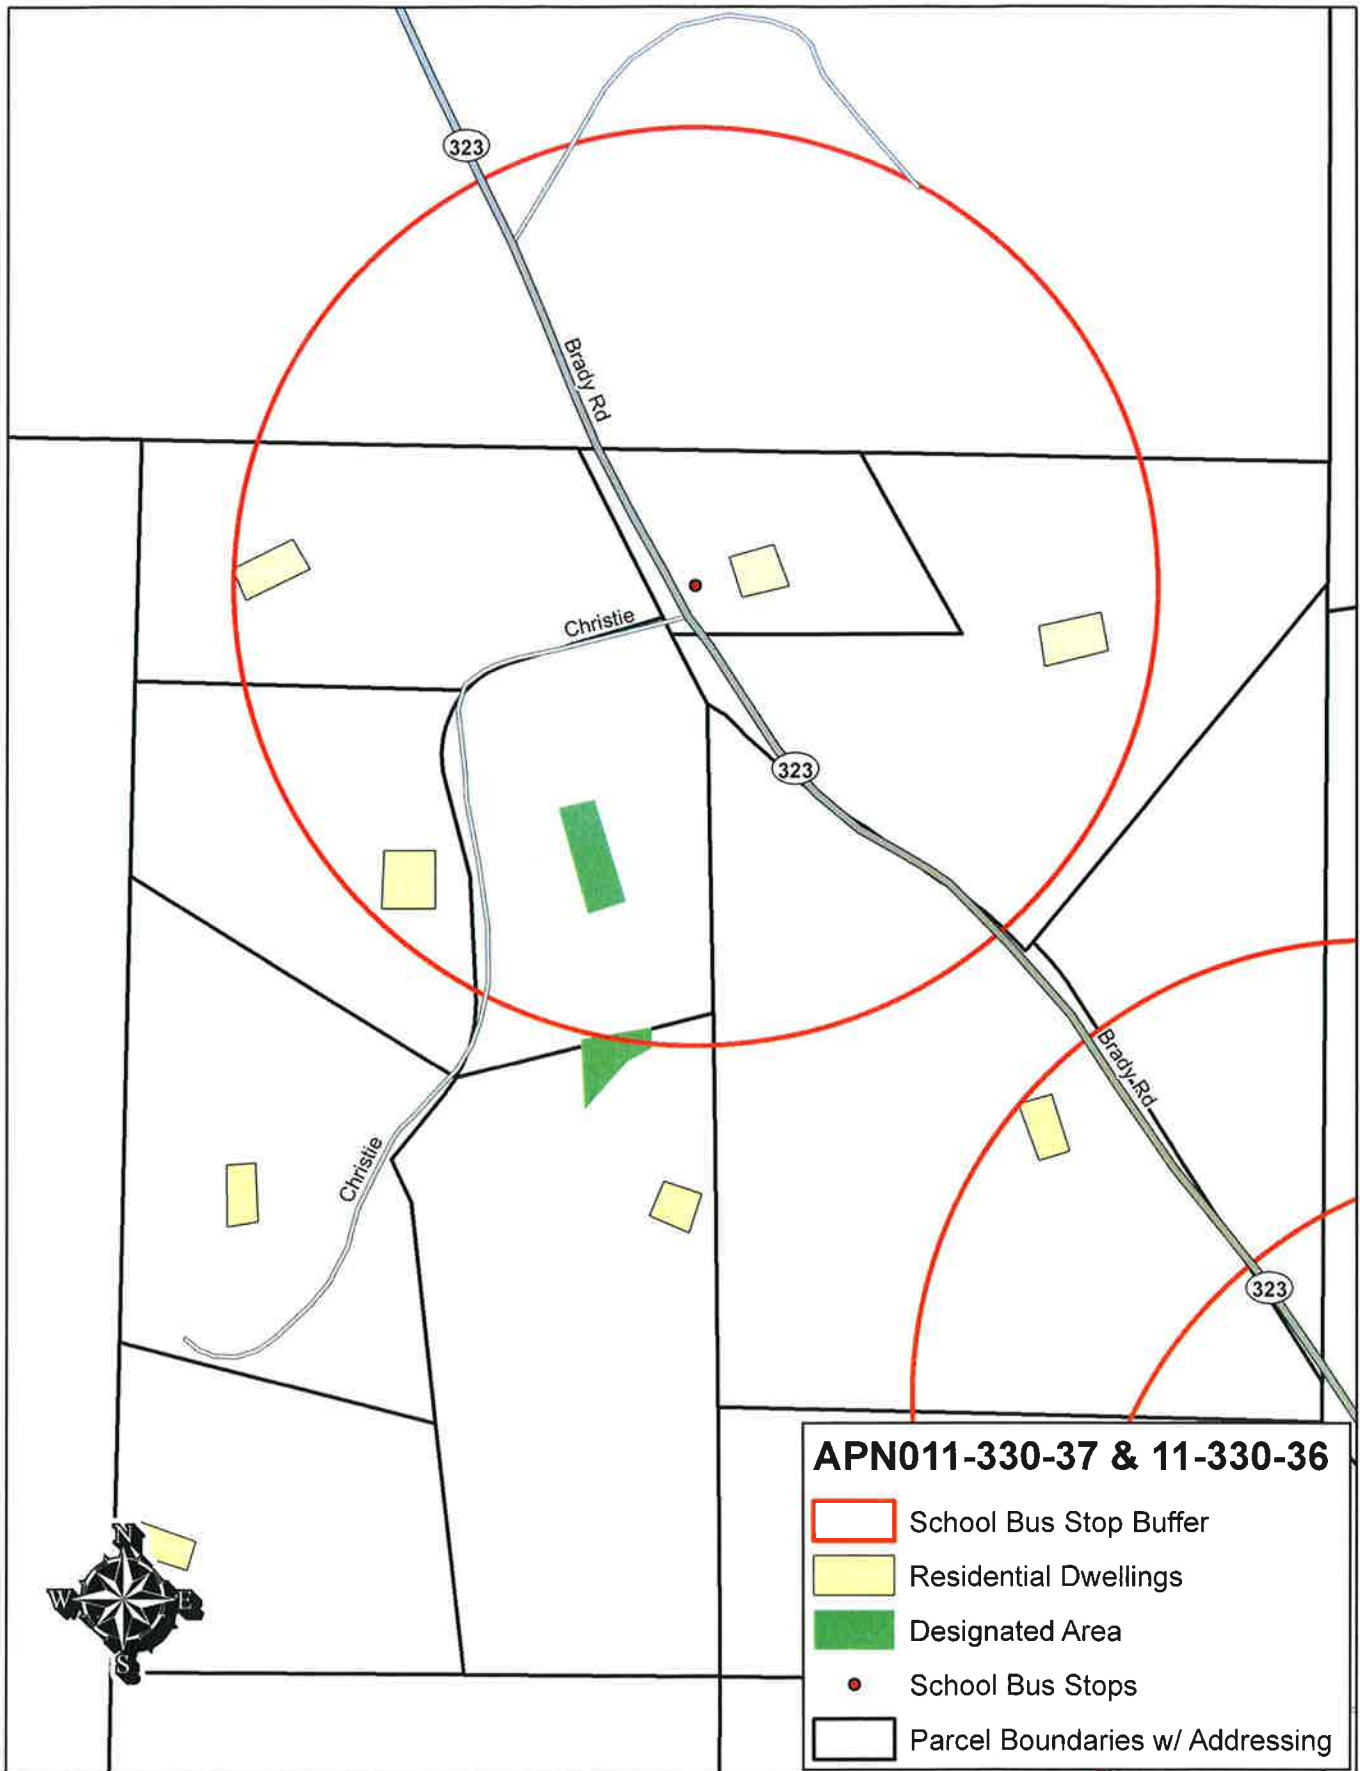 323
Brady Rd
Christie
323
Brady Rd
Christie
323
N
W E
S
APN011-330-37 & 11-330-36
School Bus Stop Buffer
Residential Dwellings
Designated Area
School Bus Stops
Parcel Boundaries w/ Addressing